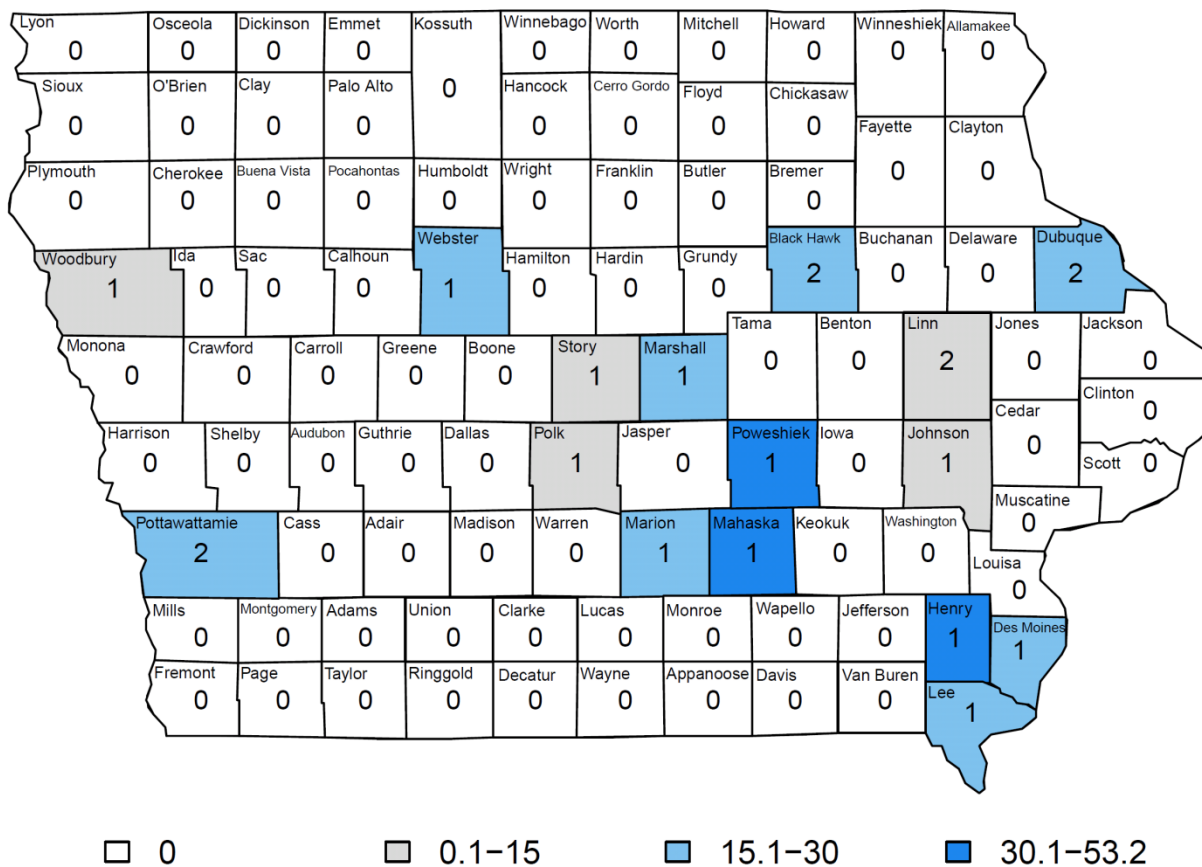 Lyon Osceola Dickinson Emmet Kossuth Winnebago Worth Mitchell Howard Winneshiek Allamakee
0 0 0 0 0 0 0 0 0 0
Sioux O'Brien Clay Palo Alto 0 Hancock Cerro Gordo Floyd Chickasaw
0 0 0 0 0 0 0 0
Fayette Clayton
0 0
Plymouth Cherokee Buena Vista Pocahontas Humboldt Wright Franklin Butler Bremer
0 0 0 0 0 0 0 0 0
Woodbury Ida Sac Calhoun Webster Hamilton Hardin Grundy Black Hawk Buchanan Delaware Dubuque
1 0 0 0 1 0 0 0 2 0 0 2
Monona Crawford Carroll Greene Boone Story Marshall Tama Benton Linn Jones Jackson
0 0 0 0 0 1 1 0 0 2 0 0
Clinton
0
Harrison Shelby Audubon Guthrie Dallas Polk Jasper Poweshiek Iowa Johnson Cedar Scott
0 0 0 0 0 1 0 1 0 1 0 0
Muscatine
0
Pottawattamie Cass Adair Madison Warren Marion Mahaska Keokuk Washington
2 0 0 0 0 1 1 0 0
Louisa
0
Mills Montgomery Adams Union Clarke Lucas Monroe Wapello Jefferson Henry Des Moines
0 0 0 0 0 0 0 0 0 1 1
Fremont Page Taylor Ringgold Decatur Wayne Appanoose Davis Van Buren Lee
0 0 0 0 0 0 0 0 0 1
0 0.1–15 15.1–30 30.1–53.2